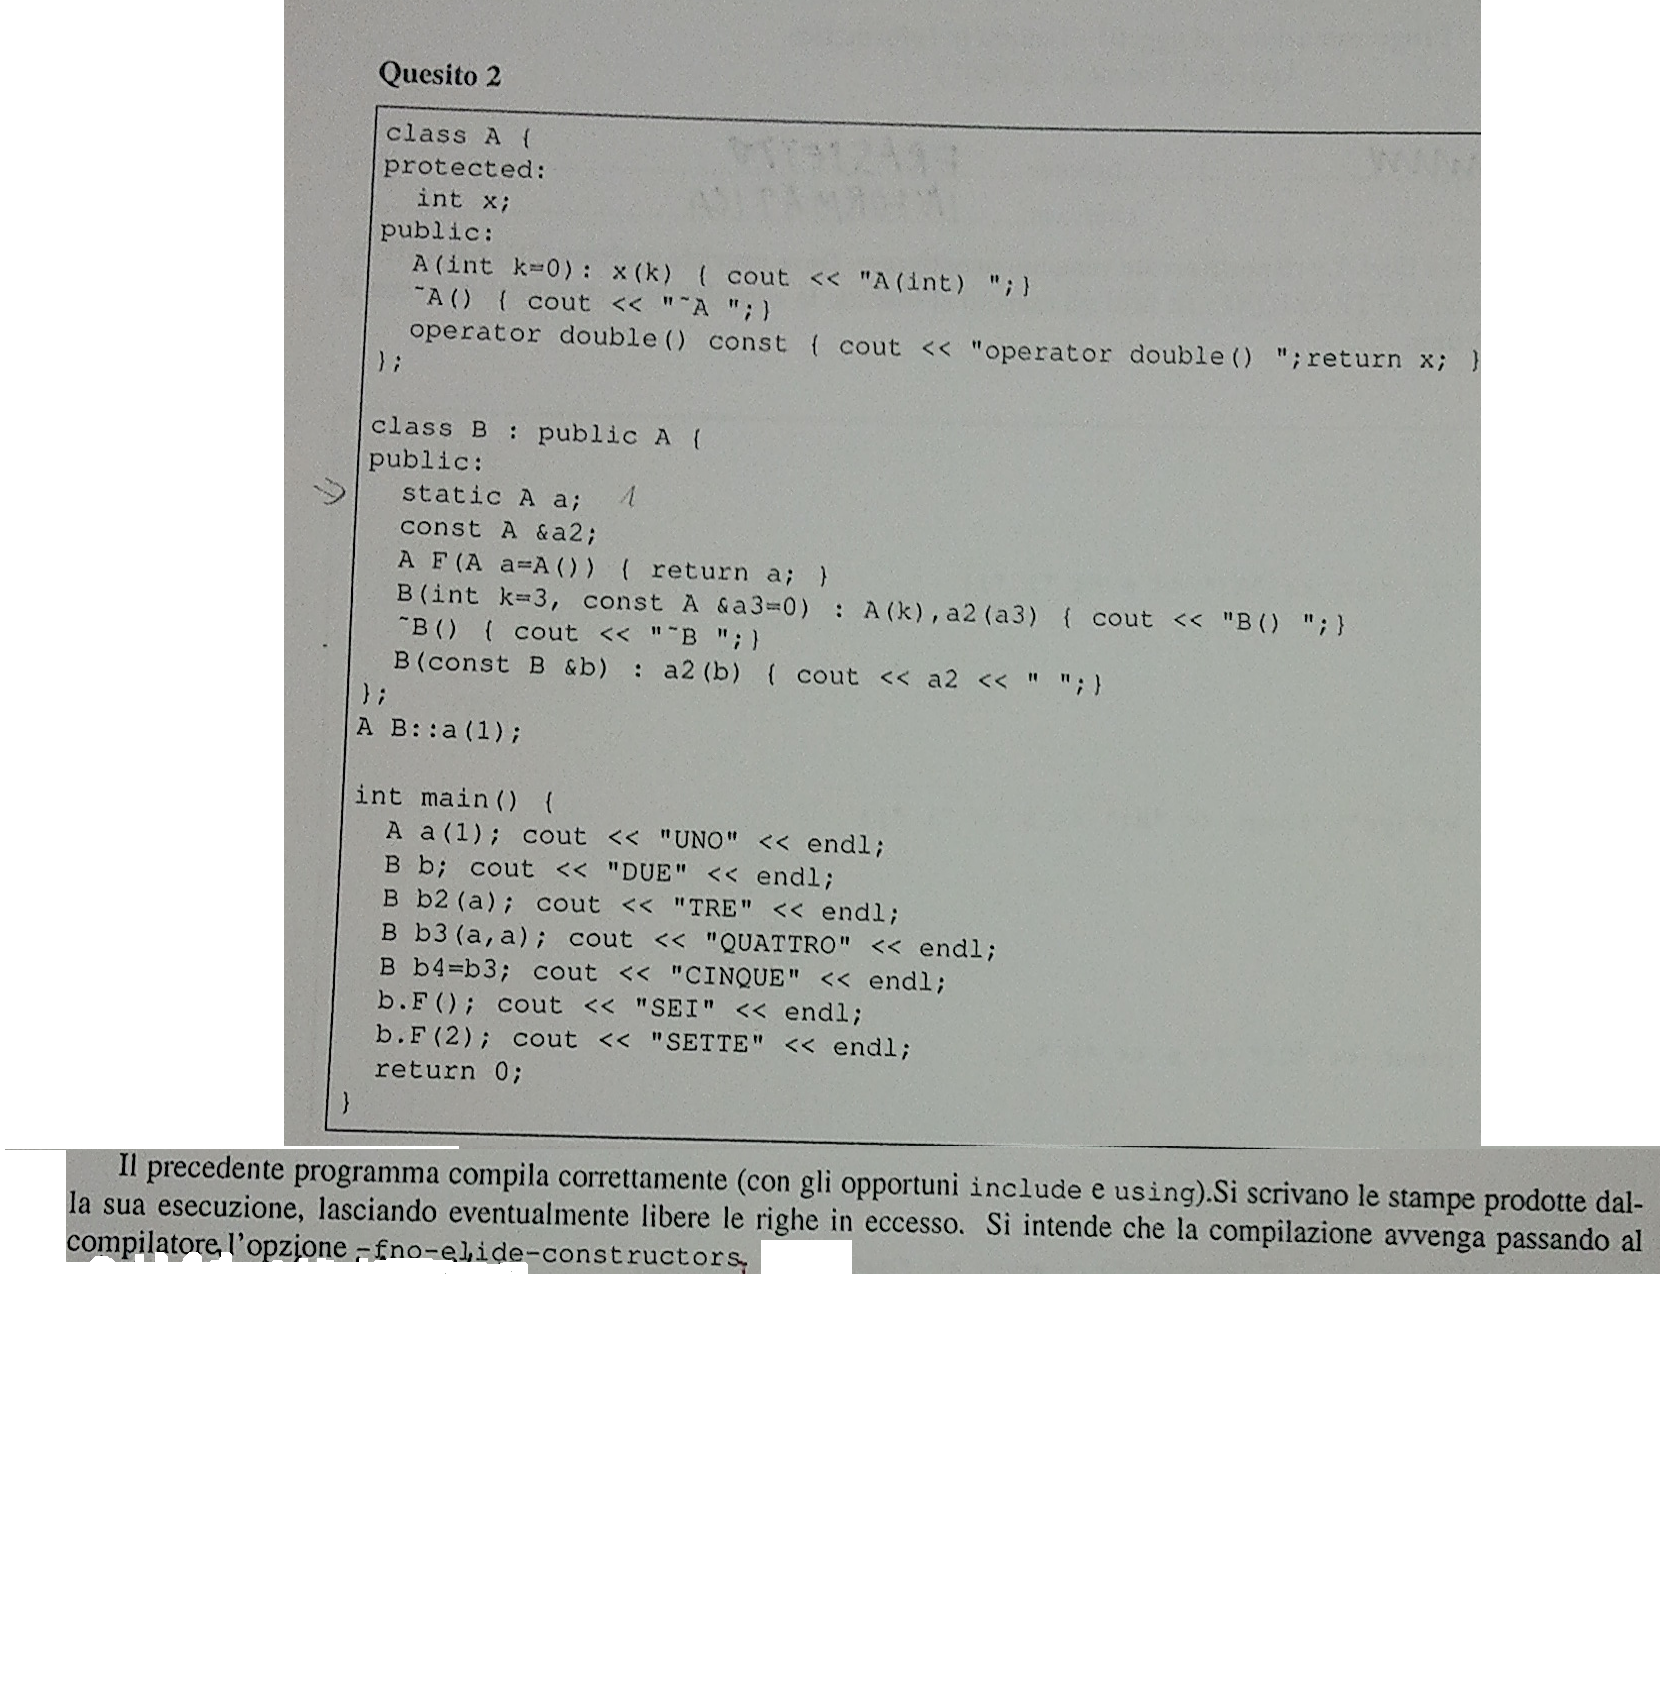 Quesito 2
class A {
protected:
int x;
public:
A(int k=0): x(k) { cout << "A(int) ";}
~A() { cout << "~A ";}
operator double() const { cout << "operator double() ";return x; }
};
class B : public A {
public:
static A a; 1
const A &a2;
A F(A a=A()) { return a; }
B(int k=3, const A &a3=0) : A(k),a2(a3) { cout << "B() ";}
~B() { cout << "~B ";}
B(const B &b) : a2(b) { cout << a2 << " ";}
};
A B::a(1);
int main() {
A a(1); cout << "UNO" << endl;
B b; cout << "DUE" << endl;
B b2(a); cout << "TRE" << endl;
B b3(a,a); cout << "QUATTRO" << endl;
B b4=b3; cout << "CINQUE" << endl;
b.F(); cout << "SEI" << endl;
b.F(2); cout << "SETTE" << endl;
return 0;
}
Il precedente programma compila correttamente (con gli opportuni include e using).Si scrivano le stampe prodotte dal-
la sua esecuzione, lasciando eventualmente libere le righe in eccesso. Si intende che la compilazione avvenga passando al
compilatore l'opzione -fno-elide-constructors.